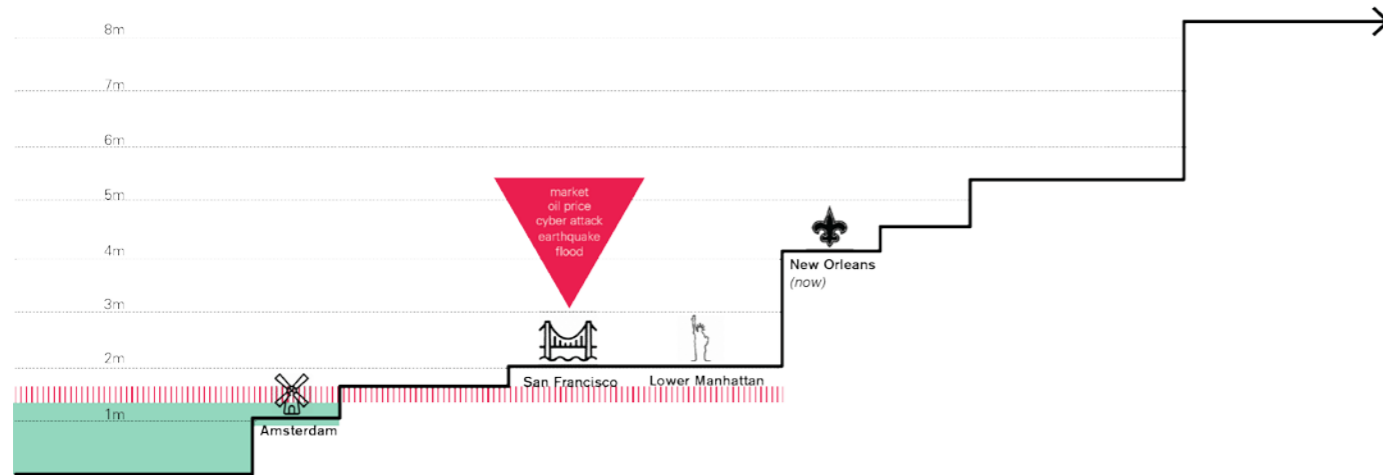 8m
7m
6m
5m
4m
3m
2m
1m
market
oil price
cyber attack
earthquake
flood
New Orleans
(now)
San Francisco
Lower Manhattan
Amsterdam